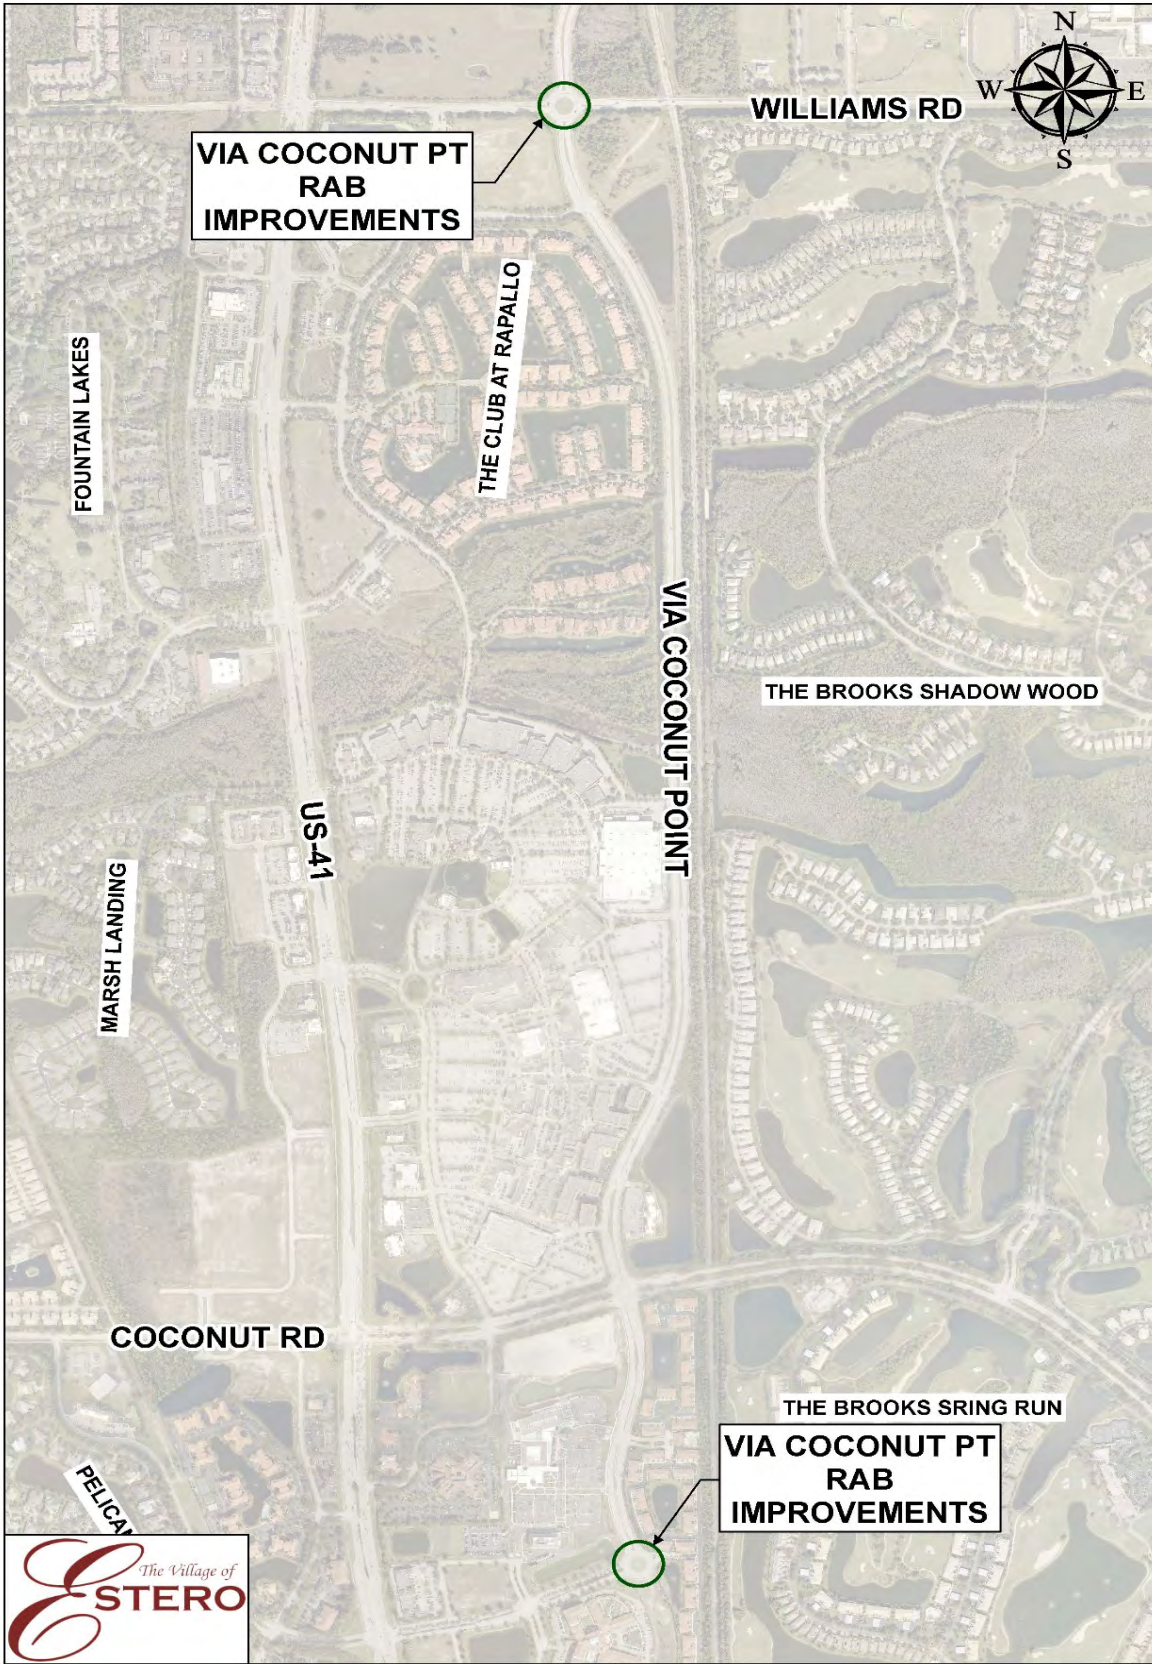 N
W
E
S
WILLIAMS RD
VIA COCONUT PT
RAB
IMPROVEMENTS
THE CLUB AT RAPALLO
FOUNTAIN LAKES
VIA COCONUT POINT
THE BROOKS SHADOW WOOD
US-41
MARSH LANDING
COCONUT RD
THE BROOKS SRING RUN
VIA COCONUT PT
RAB
IMPROVEMENTS
The Village of
ESTERO